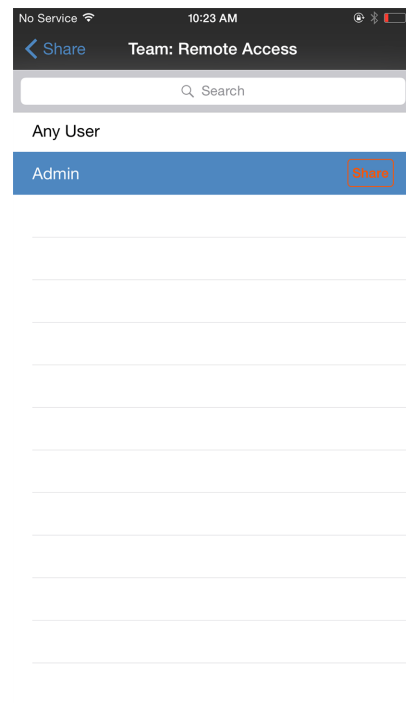 No Service 10:23 AM
Share Team: Remote Access
Search
Any User
Admin Share